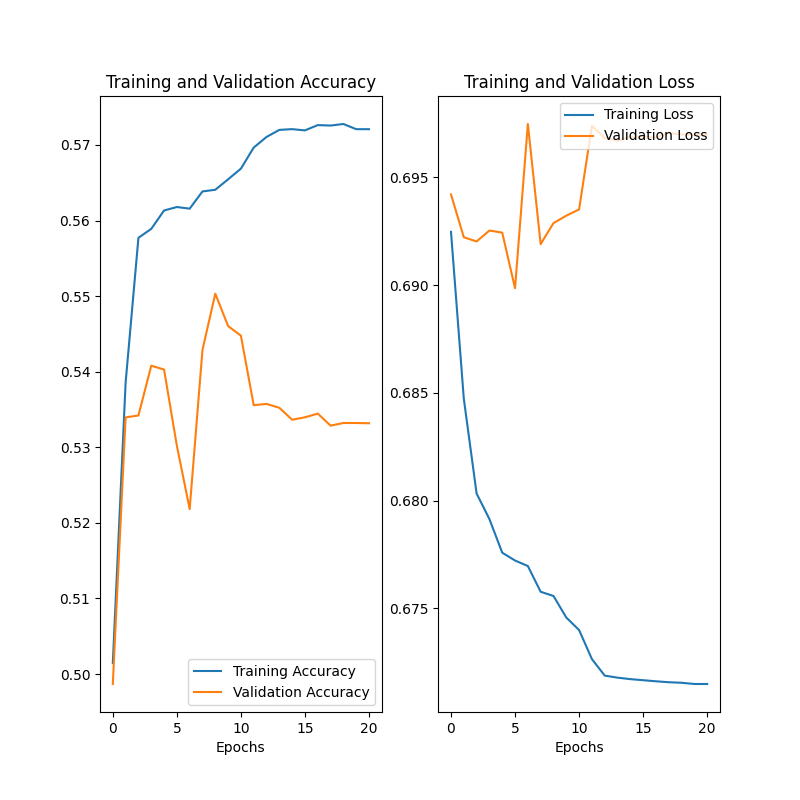 Training and Validation Accuracy
0.57
0.56
0.55
0.54
0.53
0.52
0.51
0.50
Training Accuracy
Validation Accuracy
0
5
10
15
20
Epochs
Training and Validation Loss
Training Loss
Validation Loss
0.695
0.690
0.685
0.680
0.675
0
5
10
15
20
Epochs